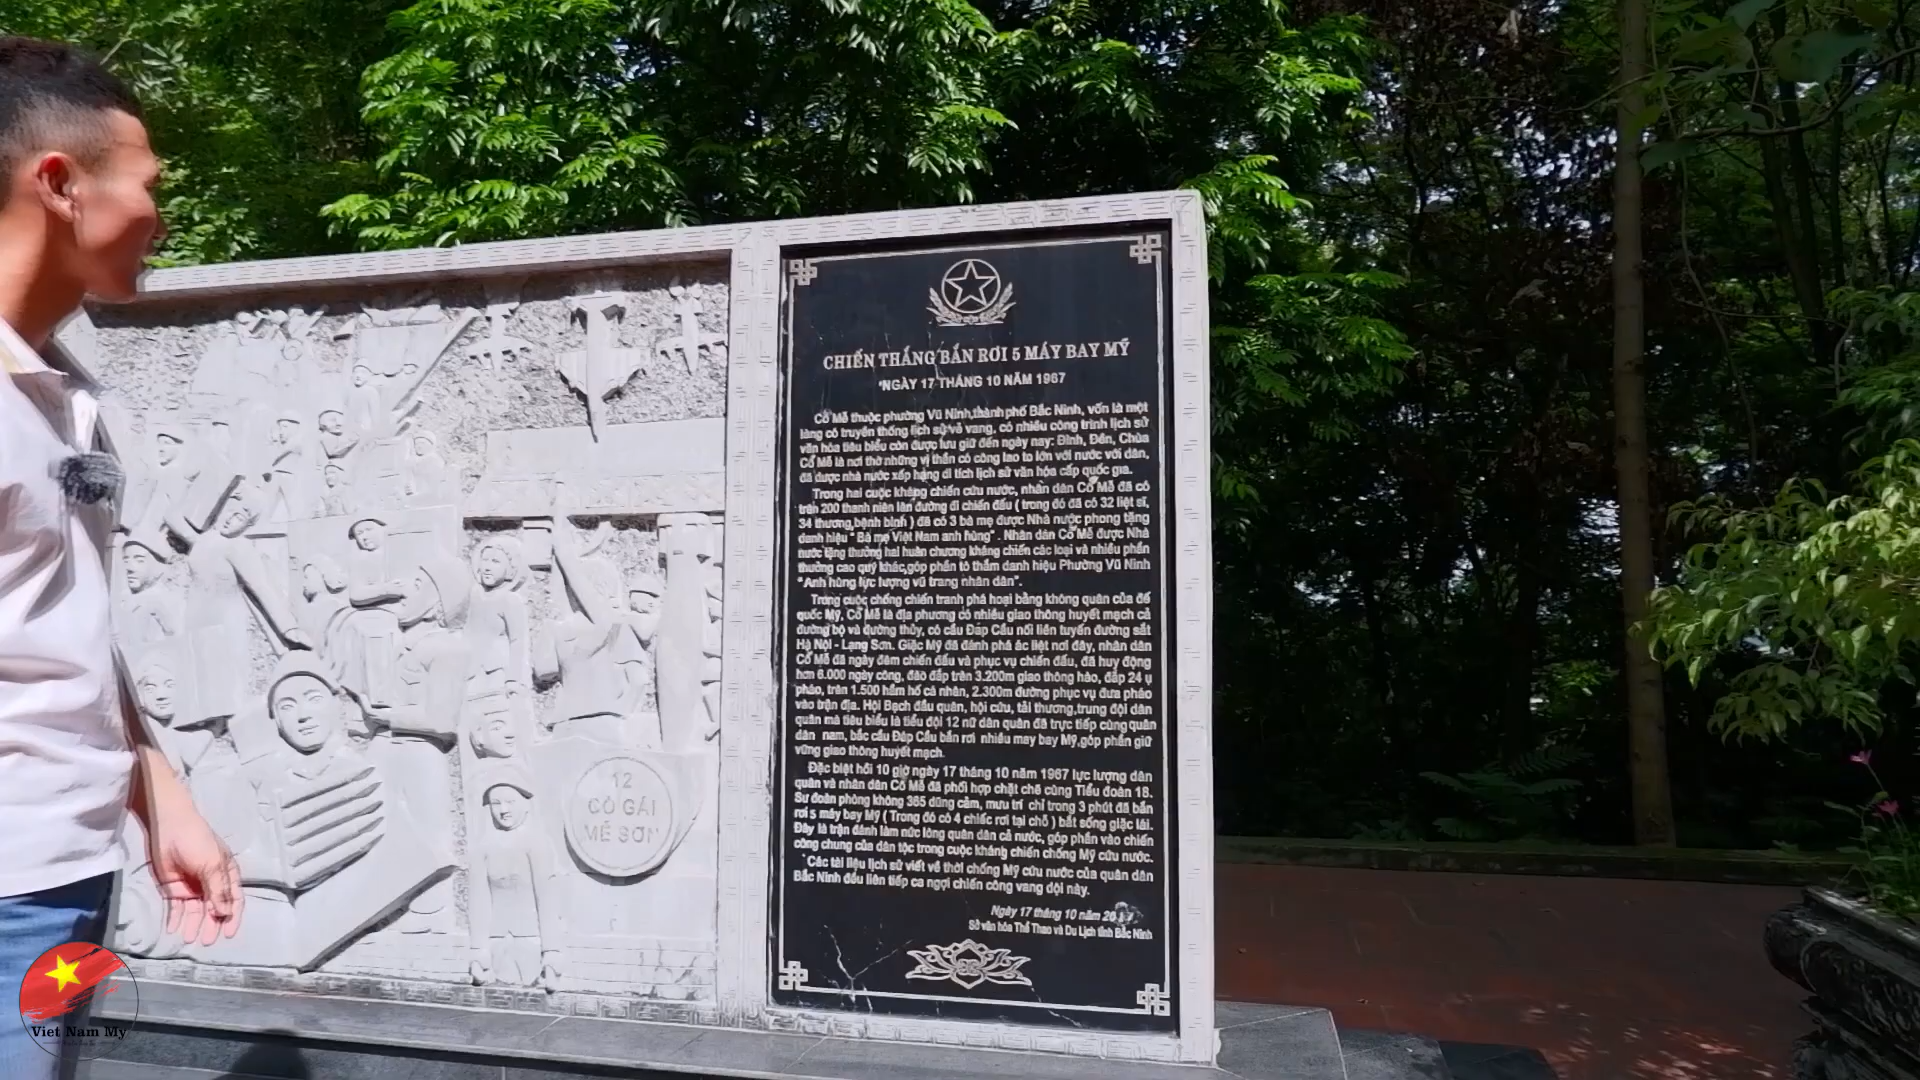 CHIẾN THẮNG BẮN RƠI 5 MÁY BAY MỸ
NGÀY 17 THÁNG 10 NĂM 1967
Cổ Mễ thuộc phường Vũ Ninh,thành phố Bắc Ninh, vốn là một
làng có truyền thống lịch sử vẻ vang, có nhiều công trình lịch sử
văn hóa tiêu biểu còn được lưu giữ đến ngày nay: Đình, Đền, Chùa
Cổ Mễ là nơi thờ những vị thần có công lao to lớn với nước với dân,
đã được nhà nước xếp hạng di tích lịch sử văn hóa cấp quốc gia.
Trong hai cuộc kháng chiến cứu nước, nhân dân Cổ Mễ đã có
trên 200 thanh niên lên đường đi chiến đấu ( trong đó đã có 32 liệt sĩ,
34 thương,bệnh binh ) đã có 3 bà mẹ được Nhà nước phong tặng
danh hiệu " Bà mẹ Việt Nam anh hùng" . Nhân dân Cổ Mễ được Nhà
nước tặng thưởng hai huân chương kháng chiến các loại và nhiều phần
thưởng cao quý khác,góp phần tô thắm danh hiệu Phường Vũ Ninh
"Anh hùng lực lượng vũ trang nhân dân".
Trong cuộc chống chiến tranh phá hoại bằng không quân của đế
quốc Mỹ, Cổ Mễ là địa phương có nhiều giao thông huyết mạch cả
đường bộ và đường thủy, có cầu Đáp Cầu nối liền tuyến đường sắt
Hà Nội - Lạng Sơn. Giặc Mỹ đã đánh phá ác liệt nơi đây, nhân dân
Cổ Mễ đã ngày đêm chiến đấu và phục vụ chiến đấu, đã huy động
hơn 6.000 ngày công, đào đắp trên 3.200m giao thông hào, đắp 24 ụ
pháo, trên 1.500 hầm hố cá nhân, 2.300m đường phục vụ đưa pháo
vào trận địa. Hội Bạch đầu quân, hội cứu, tải thương,trung đội dân
quân mà tiêu biểu là tiểu đội 12 nữ dân quân đã trực tiếp cùng quân
dân nam, bắc cầu Đáp Cầu bắn rơi nhiều may bay Mỹ,góp phần giữ
vững giao thông huyết mạch.
Đặc biệt hồi 10 giờ ngày 17 tháng 10 năm 1967 lực lượng dân
quân và nhân dân Cổ Mễ đã phối hợp chặt chẽ cùng Tiểu đoàn 18.
Sư đoàn phòng không 365 dũng cảm, mưu trí chỉ trong 3 phút đã bắn
rơi 5 máy bay Mỹ ( Trong đó có 4 chiếc rơi tại chỗ ) bắt sống giặc lái.
Đây là trận đánh làm nức lòng quân dân cả nước, góp phần vào chiến
công chung của dân tộc trong cuộc kháng chiến chống Mỹ cứu nước.
Các tài liệu lịch sử viết về thời chống Mỹ cứu nước của quân dân
Bắc Ninh đều liên tiếp ca ngợi chiến công vang dội này.
Ngày 17 tháng 10 năm
Sở văn hóa Thể Thao và Du Lịch tỉnh Bắc Ninh
12
CÔ GÁI
MỄ SƠN
Viet Nam My